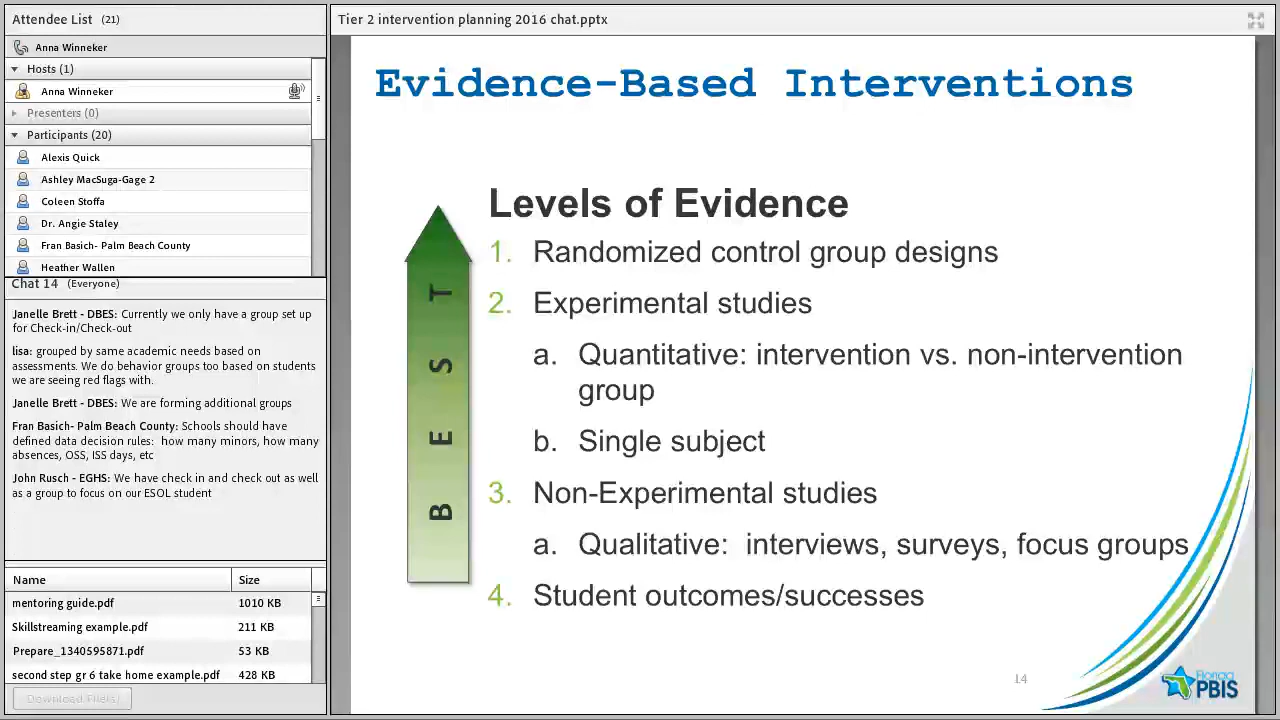 Attendee List (21)
Anna Winneker
Hosts (1)
Anna Winneker
Presenters (0)
Participants (20)
Alexis Quick
Ashley MacSuga-Gage 2
Coleen Stoffa
Dr. Angie Staley
Fran Basich- Palm Beach County
Heather Wallen
Chat 14 (Everyone)
Janelle Brett - DBES: Currently we only have a group set up
for Check-in/Check-out
lisa: grouped by same academic needs based on
assessments. We do behavior groups too based on students
we are seeing red flags with.
Janelle Brett - DBES: We are forming additional groups
Fran Basich- Palm Beach County: Schools should have
defined data decision rules: how many minors, how many
absences, OSS, ISS days, etc
John Rusch - EGHS: We have check in and check out as well
as a group to focus on our ESOL student
Name Size
mentoring guide.pdf 1010 KB
Skillstreaming example.pdf 211 KB
Prepare_1340595871.pdf 53 KB
second step gr 6 take home example.pdf 428 KB
Download File(s)
Tier 2 intervention planning 2016 chat.pptx
Evidence-Based Interventions
Levels of Evidence
1. Randomized control group designs
2. Experimental studies
a. Quantitative: intervention vs. non-intervention
group
b. Single subject
3. Non-Experimental studies
a. Qualitative: interviews, surveys, focus groups
4. Student outcomes/successes
BEST
14
Florida
PBIS